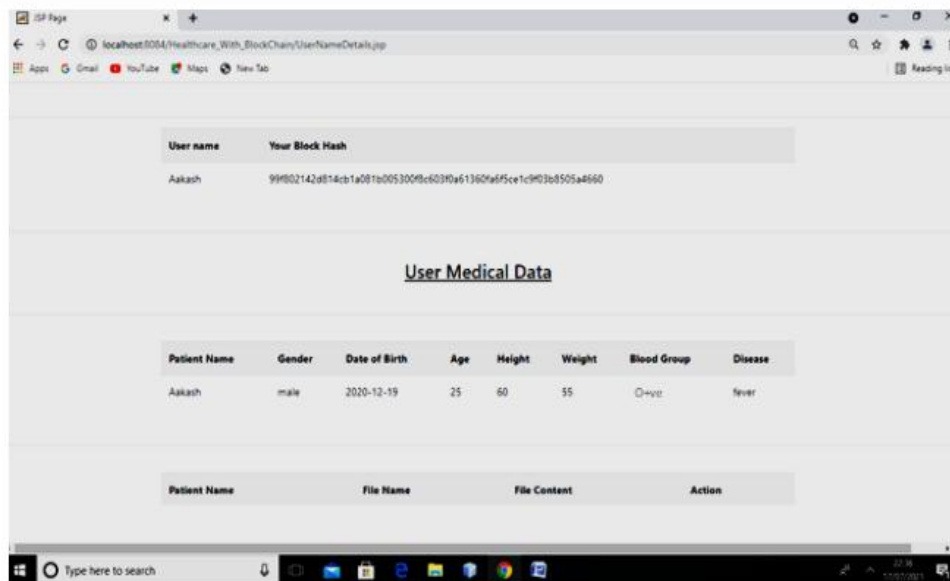 JSP Page
localhost:8084/Healthcare_With_BlockChain/UserNameDetails.jsp
Apps Gmail YouTube Maps New Tab Reading
User name Your Block Hash
Aakash
User Medical Data
Patient Name Gender Date of Birth Age Height Weight Blood Group Disease
Aakash male 2020-12-19 25 60 55 O+ve fever
Patient Name File Name File Content Action
Type here to search
22:36